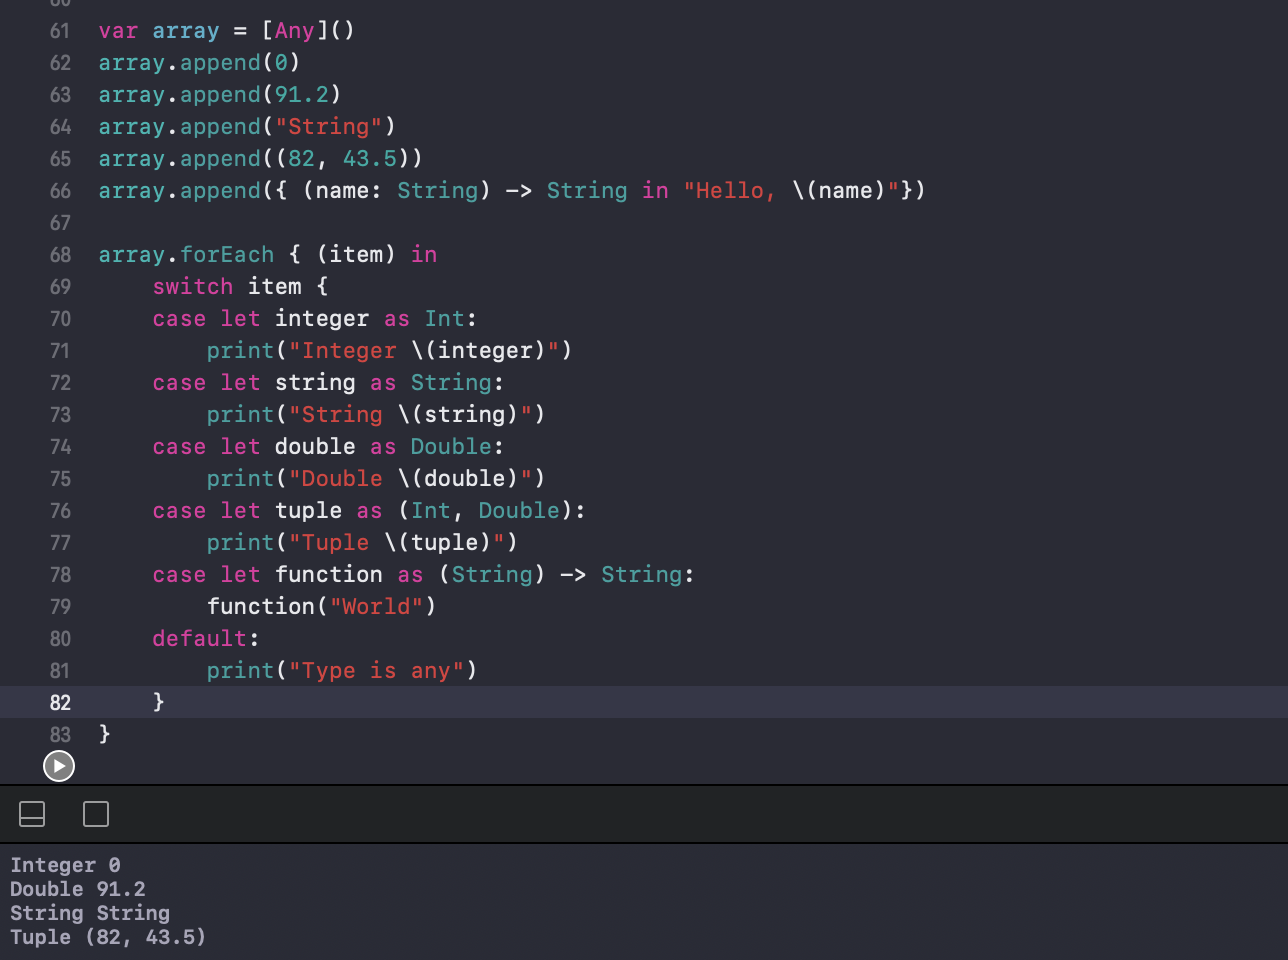 61 var array = [Any]()
62 array.append(0)
63 array.append(91.2)
64 array.append("String")
65 array.append((82, 43.5))
66 array.append({ (name: String) -> String in "Hello, \(name)"})
67
68 array.forEach { (item) in
69     switch item {
70     case let integer as Int:
71         print("Integer \(integer)")
72     case let string as String:
73         print("String \(string)")
74     case let double as Double:
75         print("Double \(double)")
76     case let tuple as (Int, Double):
77         print("Tuple \(tuple)")
78     case let function as (String) -> String:
79         function("World")
80     default:
81         print("Type is any")
82     }
83 }
Integer 0
Double 91.2
String String
Tuple (82, 43.5)